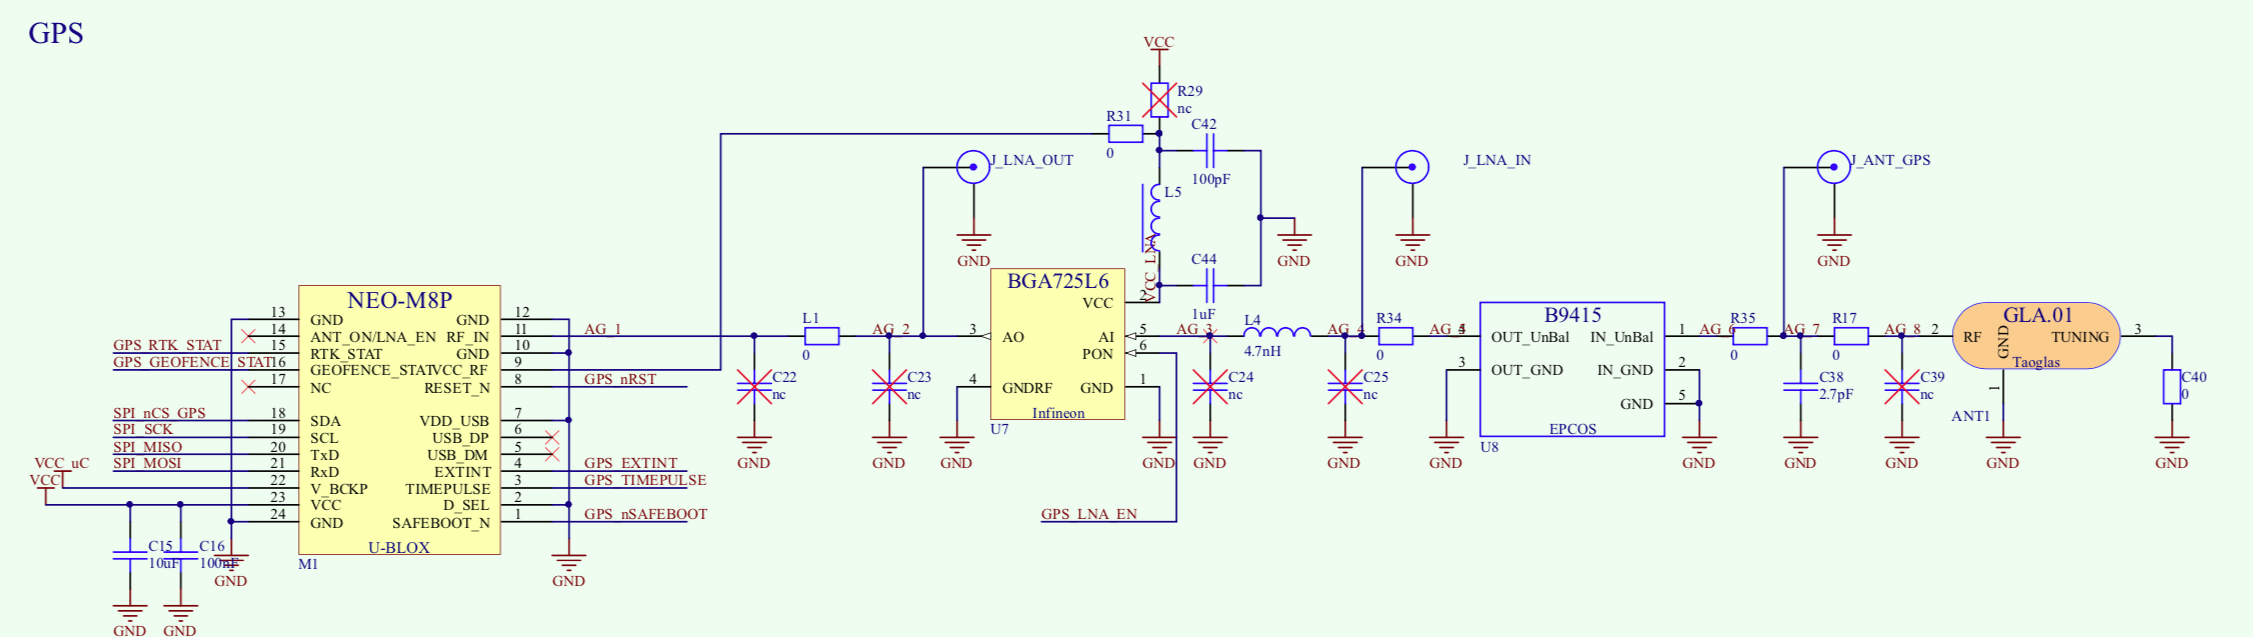 GPS
VCC
R29
nc
R31
0
C42
100pF
J_LNA_OUT
GND
L5
VCC_LNA
C44
1uF
GND
J_LNA_IN
GND
J_ANT_GPS
GND
NEO-M8P
13 GND GND 12
14 ANT_ON/LNA_EN RF_IN 11 AG_1
GPS_RTK_STAT 15 RTK_STAT GND 10
GPS_GEOFENCE_STAT 16 GEOFENCE_STAT VCC_RF 9
17 NC RESET_N 8 GPS_nRST
SPI_nCS_GPS 18 SDA VDD_USB 7
SPI_SCK 19 SCL USB_DP 6
SPI_MISO 20 TxD USB_DM 5
SPI_MOSI 21 RxD EXTINT 4 GPS_EXTINT
VCC_uC 22 V_BCKP TIMEPULSE 3 GPS_TIMEPULSE
VCC 23 VCC D_SEL 2
24 GND SAFEBOOT_N 1 GPS_nSAFEBOOT
U-BLOX
M1
C15
10uF
C16
100nF
GND
GND
GND
GND
L1
0
AG_2
C22
nc
GND
C23
nc
GND
BGA725L6
VCC 2
3 AO AI 5
PON 6
4 GNDRF GND 1
Infineon
U7
GND
GND
GPS_LNA_EN
AG_3
L4
4.7nH
C24
nc
GND
AG_4
R34
0
C25
nc
GND
B9415
4 OUT_UnBal IN_UnBal 1
3 OUT_GND IN_GND 2
GND 5
EPCOS
U8
GND
GND
AG_6
R35
0
AG_7
R17
0
AG_8
C38
2.7pF
GND
C39
nc
GND
GLA.01
2 RF GND TUNING 3
Taoglas
1
ANT1
GND
C40
0
GND